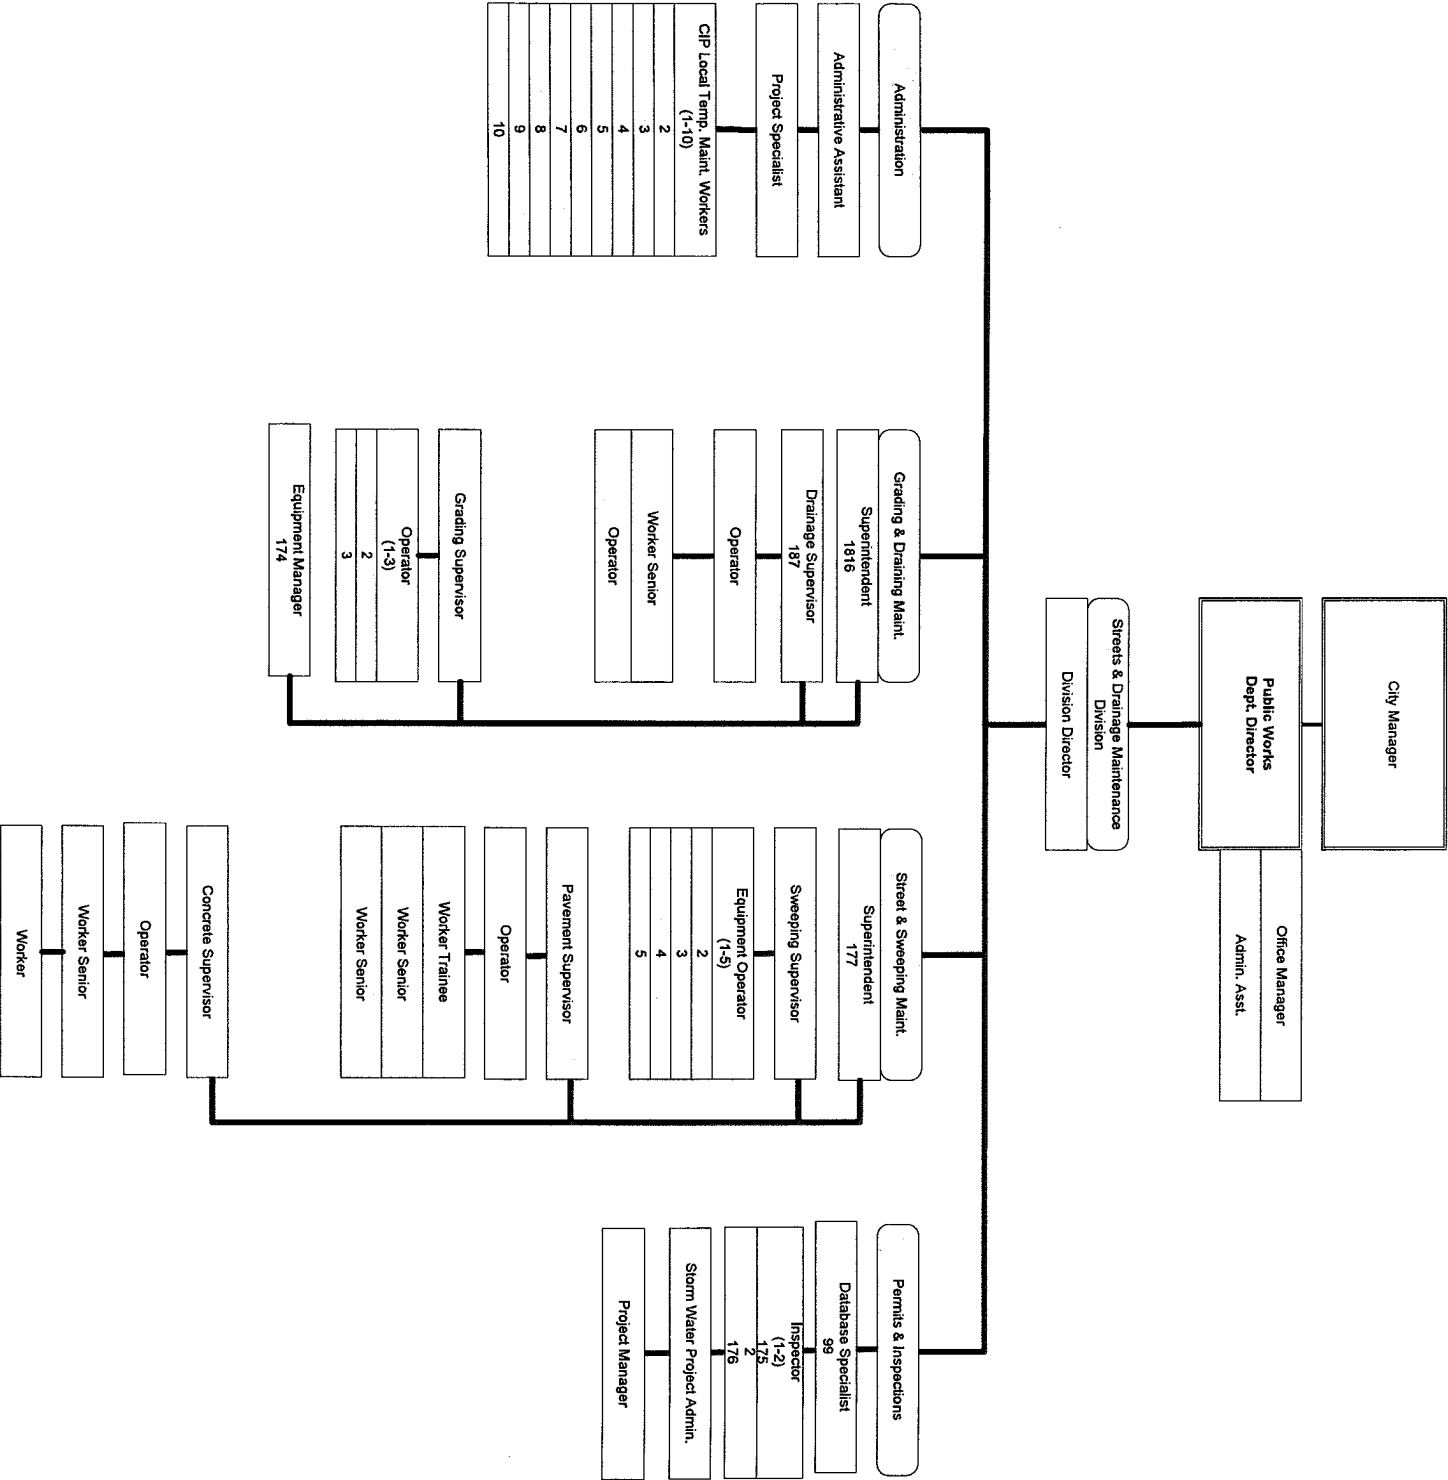 City Manager
Public Works
Dept. Director
Office Manager
Admin. Asst.
Streets & Drainage Maintenance
Division
Division Director
Administration
Administrative Assistant
Project Specialist
CIP Local Temp. Maint. Workers
(1-10)
2
3
4
5
6
7
8
9
10
Grading & Draining Maint.
Superintendent
1816
Drainage Supervisor
187
Operator
Worker Senior
Operator
Grading Supervisor
Operator
(1-3)
2
3
Equipment Manager
174
Street & Sweeping Maint.
Superintendent
177
Sweeping Supervisor
Equipment Operator
(1-5)
2
3
4
5
Pavement Supervisor
Operator
Worker Trainee
Worker Senior
Worker Senior
Concrete Supervisor
Operator
Worker Senior
Worker
Permits & Inspections
Database Specialist
99
Inspector
(1-2)
175
2
176
Storm Water Project Admin.
Project Manager